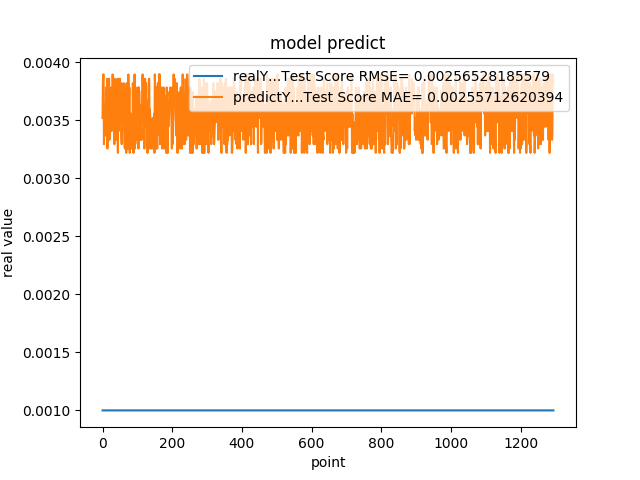 model predict
realY...Test Score RMSE= 0.00256528185579
predictY...Test Score MAE= 0.00255712620394
0.0040
0.0035
0.0030
0.0025
0.0020
0.0015
0.0010
real value
0 200 400 600 800 1000 1200
point